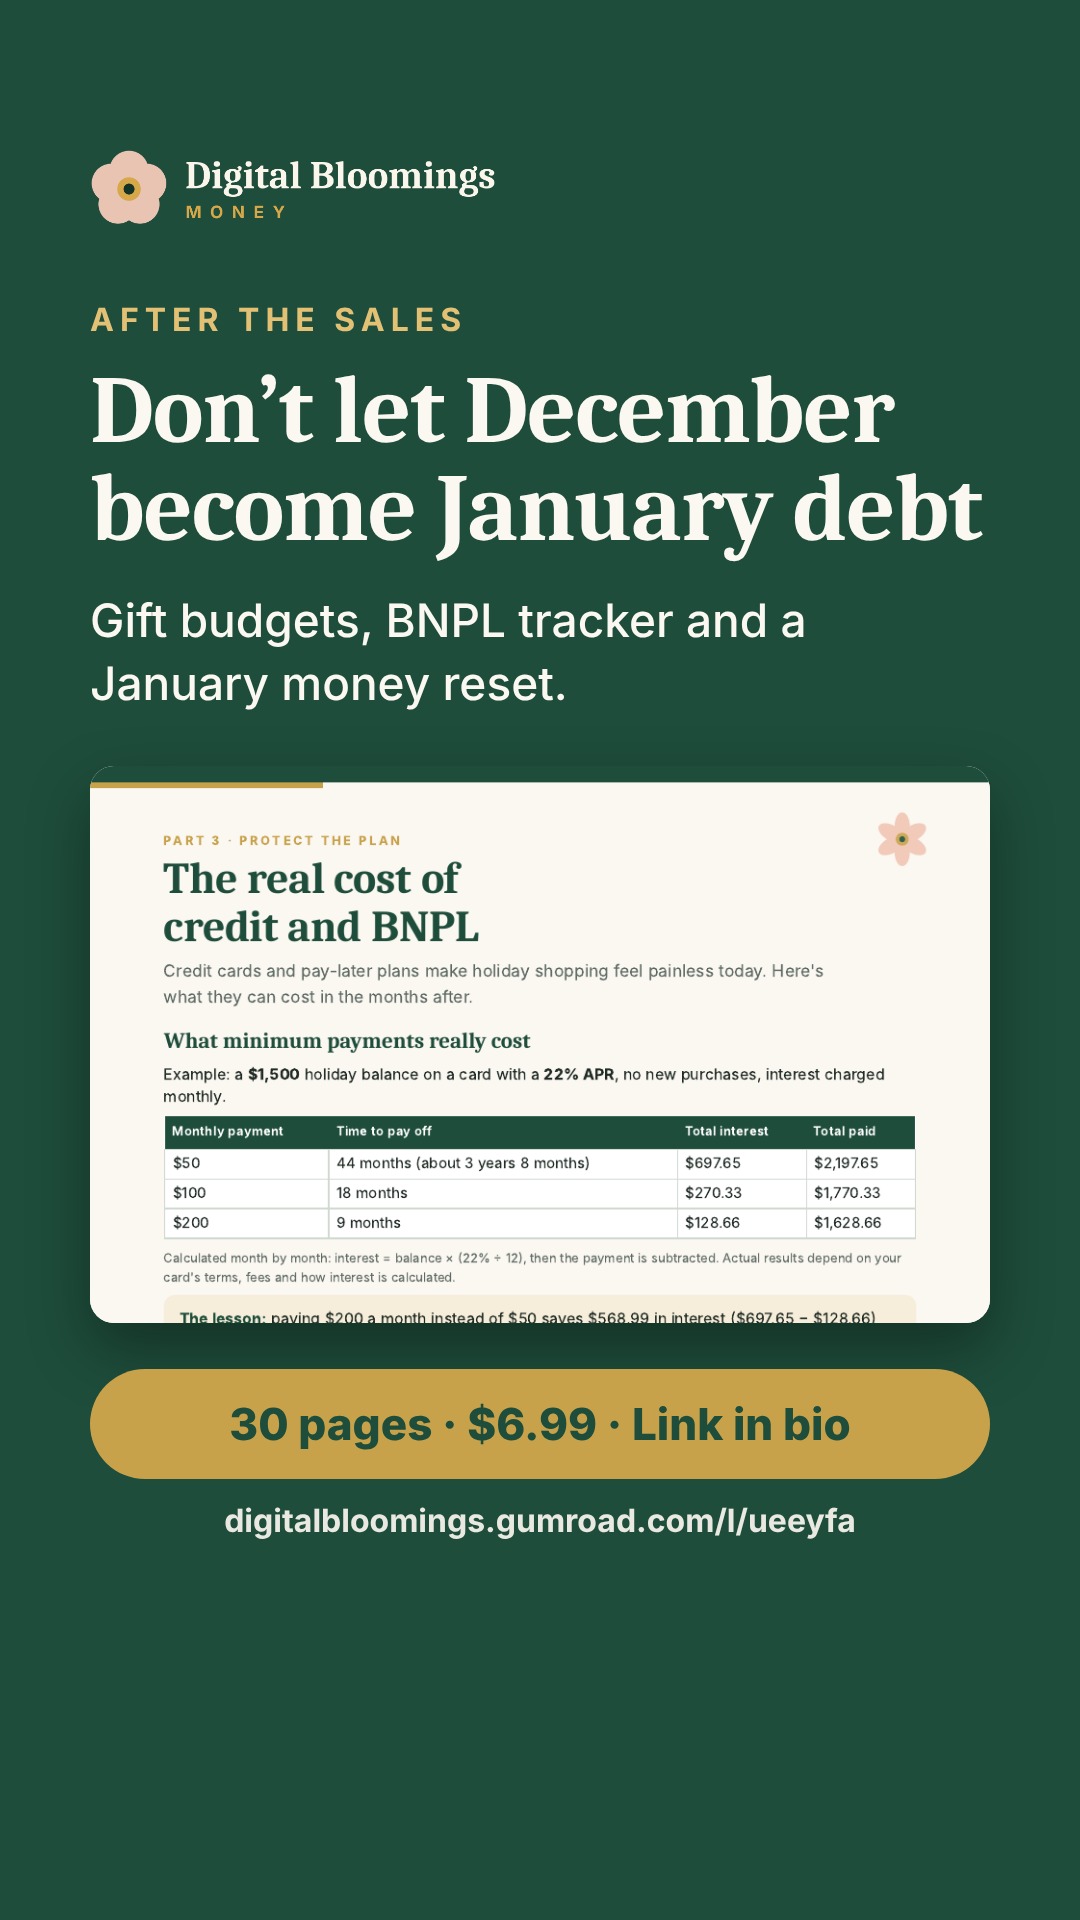 Digital Bloomings
MONEY
AFTER THE SALES
Don’t let December
become January debt
Gift budgets, BNPL tracker and a
January money reset.
PART 3 · PROTECT THE PLAN
The real cost of
credit and BNPL
Credit cards and pay-later plans make holiday shopping feel painless today. Here's
what they can cost in the months after.
What minimum payments really cost
Example: a $1,500 holiday balance on a card with a 22% APR, no new purchases, interest charged
monthly.
Monthly payment Time to pay off Total interest Total paid
$50 44 months (about 3 years 8 months) $697.65 $2,197.65
$100 18 months $270.33 $1,770.33
$200 9 months $128.66 $1,628.66
Calculated month by month: interest = balance × (22% ÷ 12), then the payment is subtracted. Actual results depend on your
card's terms, fees and how interest is calculated.
The lesson: paying $200 a month instead of $50 saves $568.99 in interest ($697.65 − $128.66)
30 pages · $6.99 · Link in bio
digitalbloomings.gumroad.com/l/ueeyfa